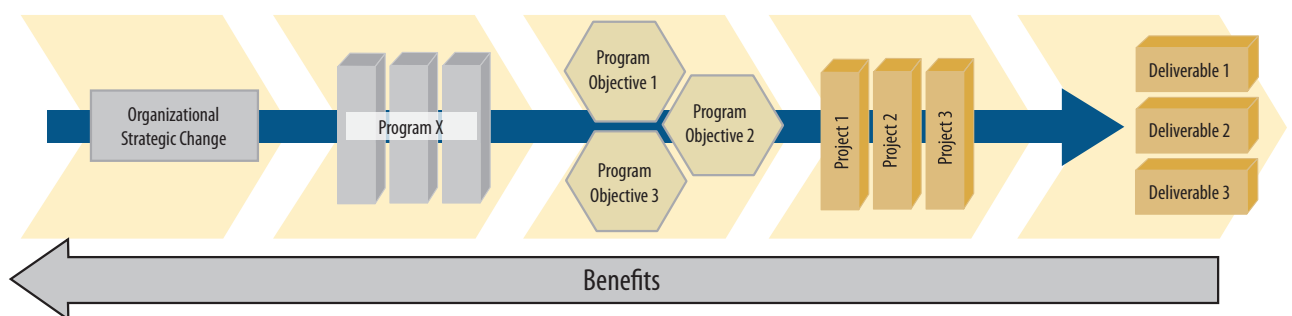 Organizational
Strategic Change
Program X
Program
Objective 1
Program
Objective 2
Program
Objective 3
Project 1
Project 2
Project 3
Deliverable 1
Deliverable 2
Deliverable 3
Benefits